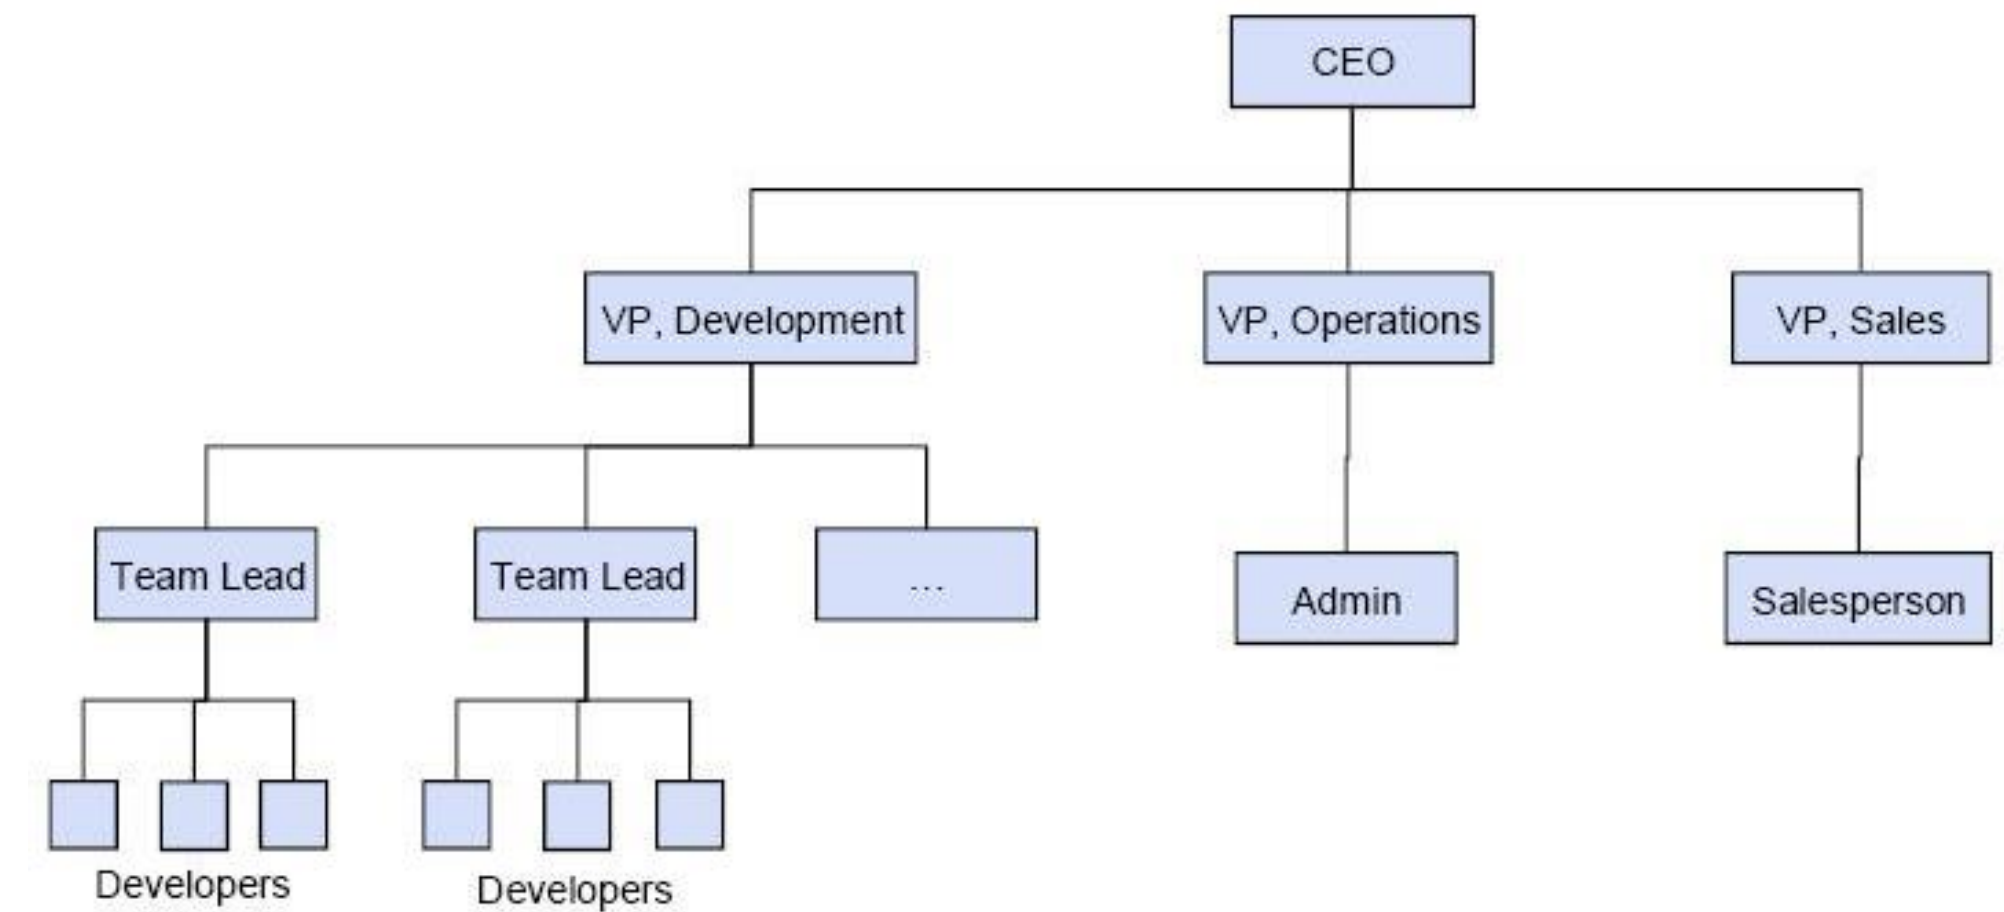 CEO
VP, Development
VP, Operations
VP, Sales
Team Lead
Team Lead
...
Admin
Salesperson
Developers
Developers